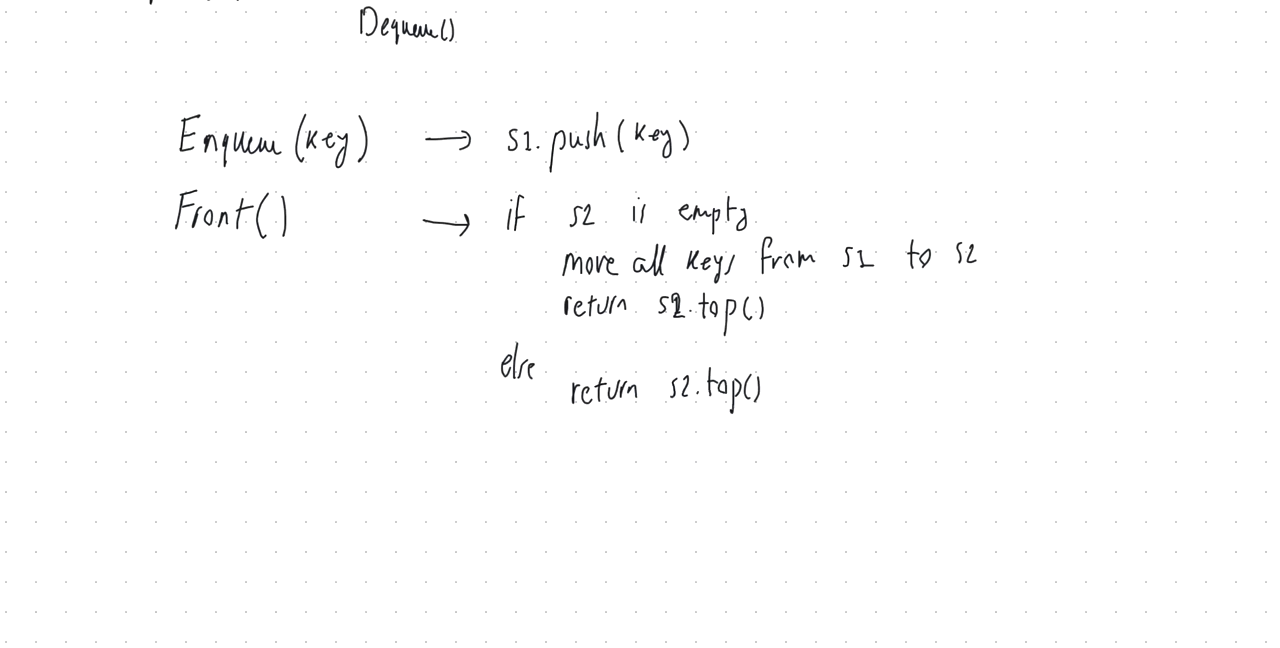 Dequeue()
Enqueue (key) → s1.push(key)
Front() → if s2 is empty
move all keys from s1 to s2
return s2.top()
else
return s2.top()